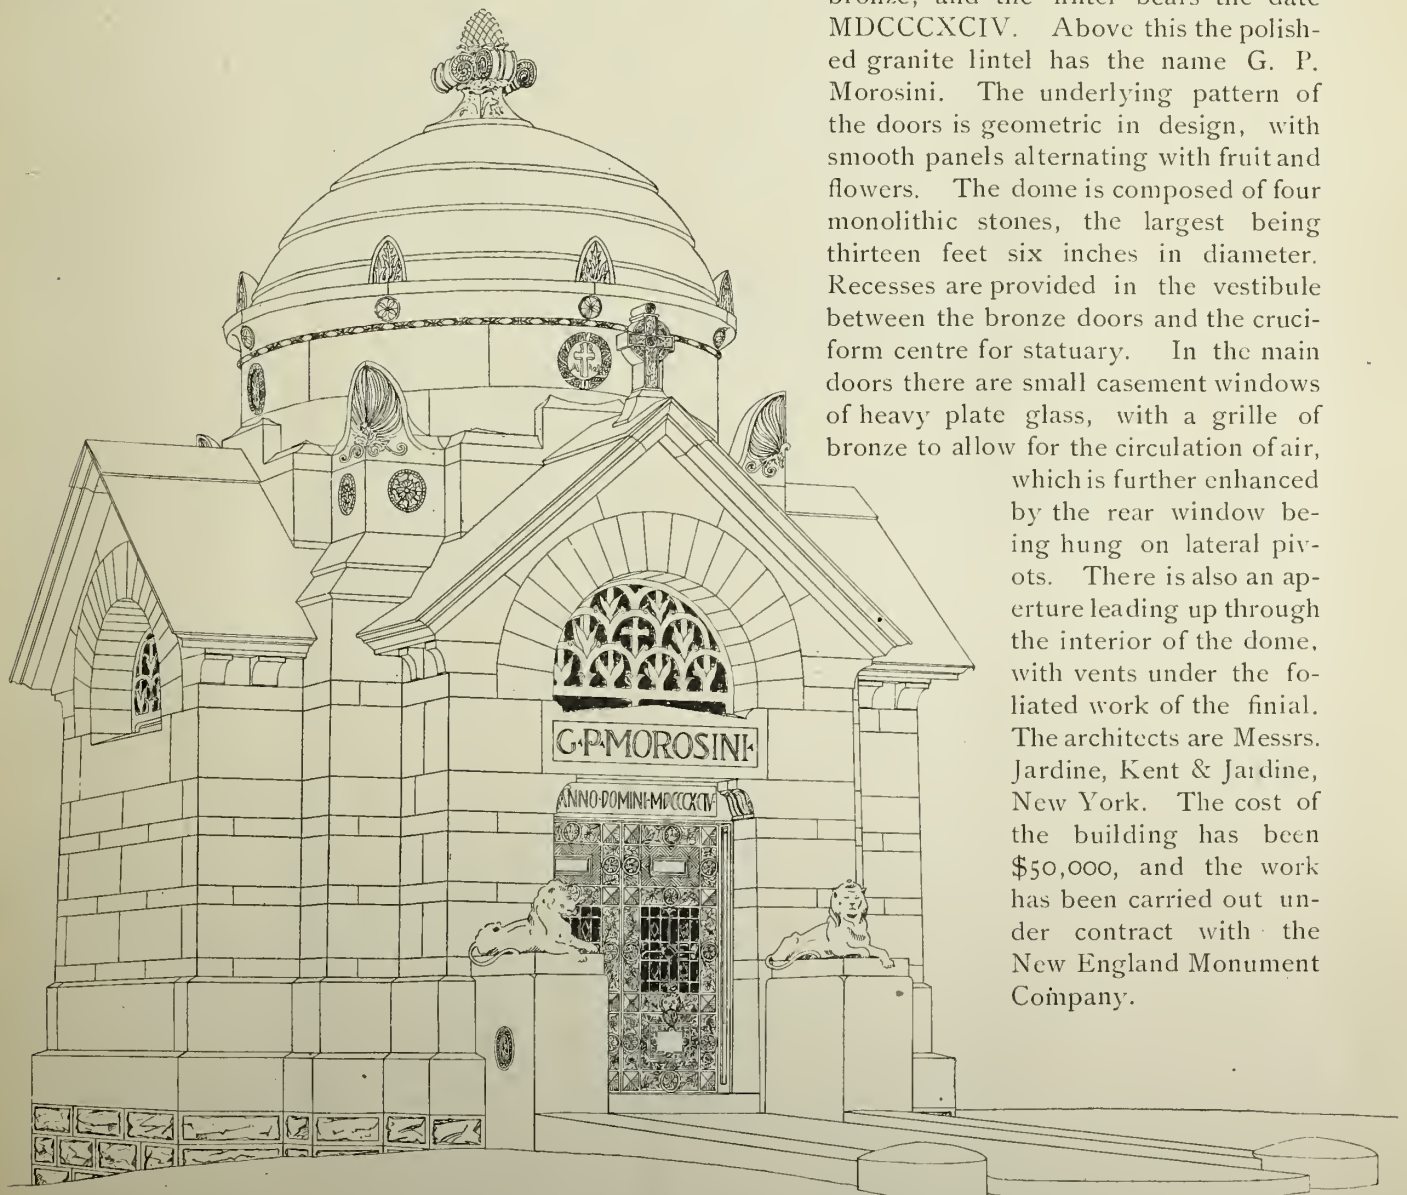 G·P·MOROSINI·
ANNO·DOMINI·MDCCCXCIV·
bronze, and the lintel bears the date
MDCCCXCIV. Above this the polish-
ed granite lintel has the name G. P.
Morosini. The underlying pattern of
the doors is geometric in design, with
smooth panels alternating with fruit and
flowers. The dome is composed of four
monolithic stones, the largest being
thirteen feet six inches in diameter.
Recesses are provided in the vestibule
between the bronze doors and the cruci-
form centre for statuary. In the main
doors there are small casement windows
of heavy plate glass, with a grille of
bronze to allow for the circulation of air,
which is further enhanced
by the rear window be-
ing hung on lateral piv-
ots. There is also an ap-
erture leading up through
the interior of the dome,
with vents under the fo-
liated work of the finial.
The architects are Messrs.
Jardine, Kent & Jardine,
New York. The cost of
the building has been
$50,000, and the work
has been carried out un-
der contract with the
New England Monument
Company.